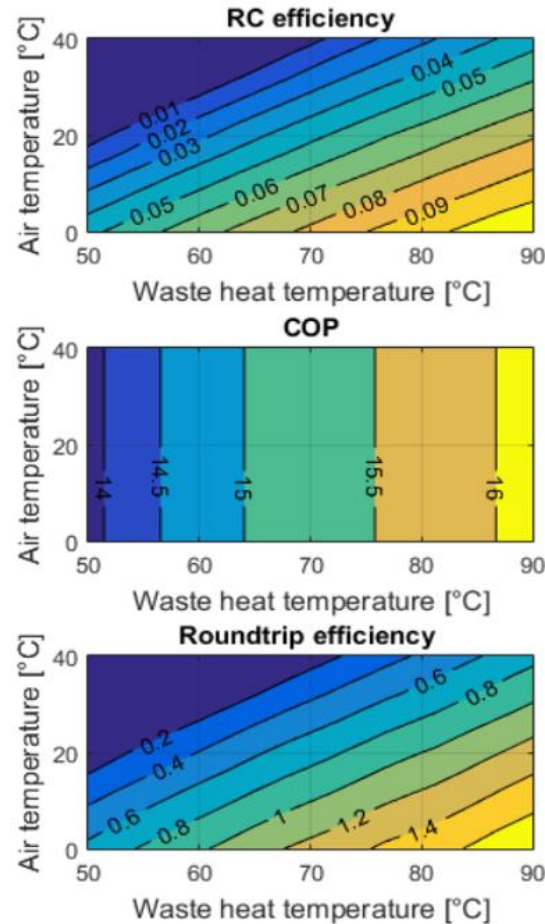 RC efficiency
Air temperature [°C]
40
20
0
0.01
0.02
0.03
0.04
0.05
0.05
0.06
0.07
0.08
0.09
50 60 70 80 90
Waste heat temperature [°C]
COP
Air temperature [°C]
40
20
0
14
14.5
15
15.5
16
50 60 70 80 90
Waste heat temperature [°C]
Roundtrip efficiency
Air temperature [°C]
40
20
0
0.2
0.4
0.6
0.8
0.6
0.8
1
1.2
1.4
50 60 70 80 90
Waste heat temperature [°C]